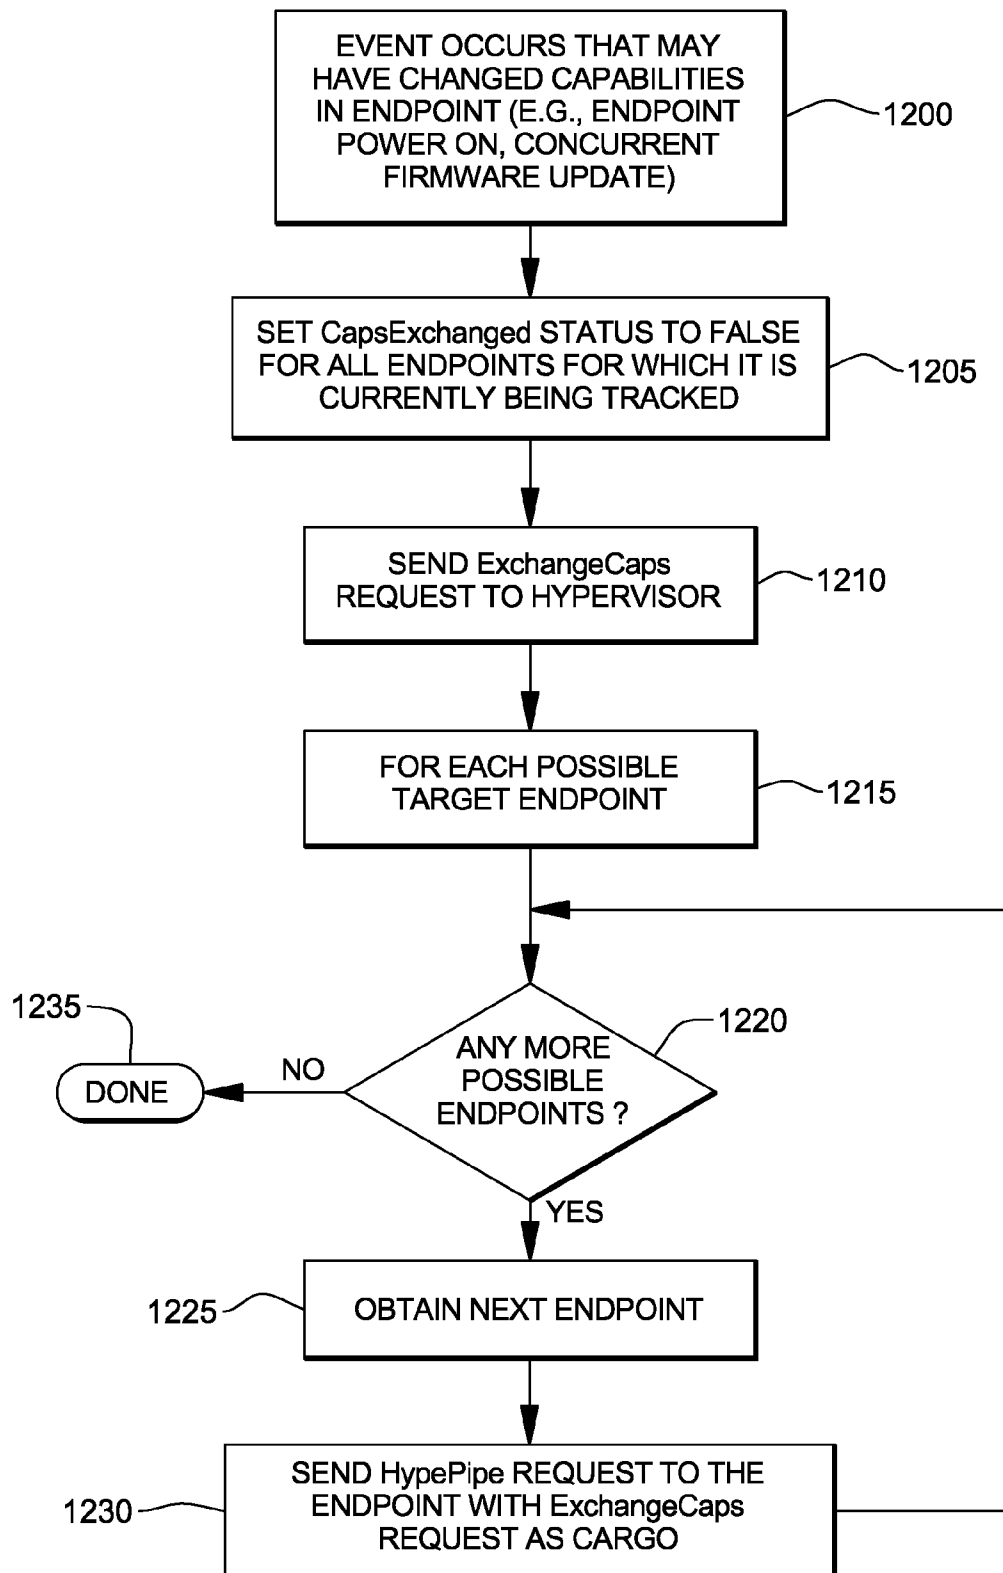 EVENT OCCURS THAT MAY
HAVE CHANGED CAPABILITIES
IN ENDPOINT (E.G., ENDPOINT
POWER ON, CONCURRENT
FIRMWARE UPDATE)
1200
SET CapsExchanged STATUS TO FALSE
FOR ALL ENDPOINTS FOR WHICH IT IS
CURRENTLY BEING TRACKED
1205
SEND ExchangeCaps
REQUEST TO HYPERVISOR
1210
FOR EACH POSSIBLE
TARGET ENDPOINT
1215
ANY MORE
POSSIBLE
ENDPOINTS ?
1220
NO
DONE
1235
YES
OBTAIN NEXT ENDPOINT
1225
SEND HypePipe REQUEST TO THE
ENDPOINT WITH ExchangeCaps
REQUEST AS CARGO
1230